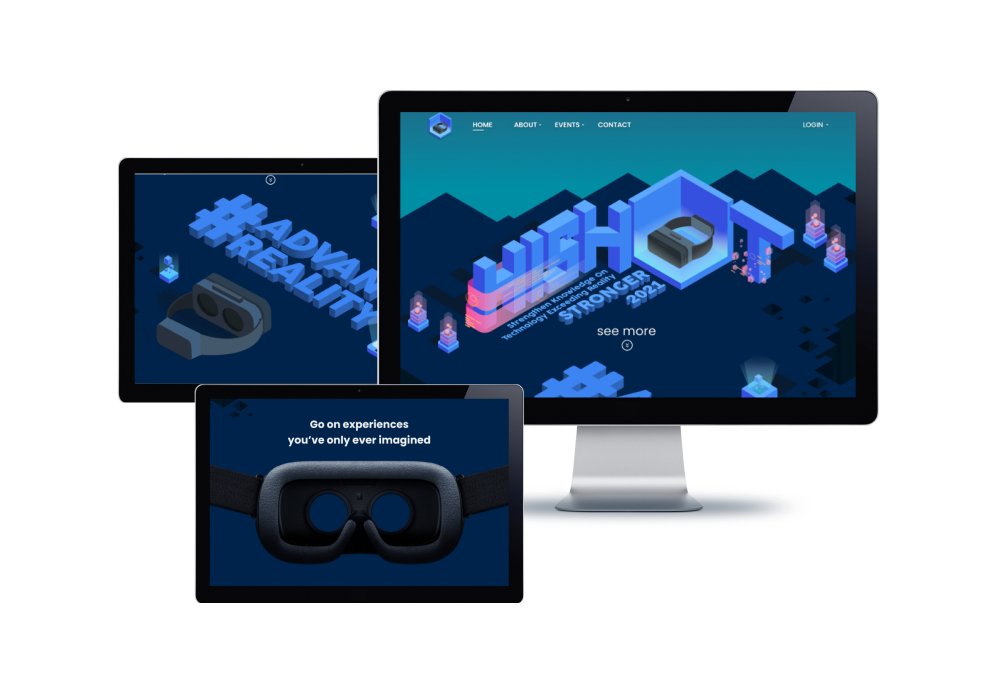 HOME
ABOUT
EVENTS
CONTACT
LOGIN
HISHOT
Strengthen Knowledge On
Technology Exceeding Reality
STRONGER
2021
see more
#
#ADVAN
REALITY
Go on experiences
you've only ever imagined